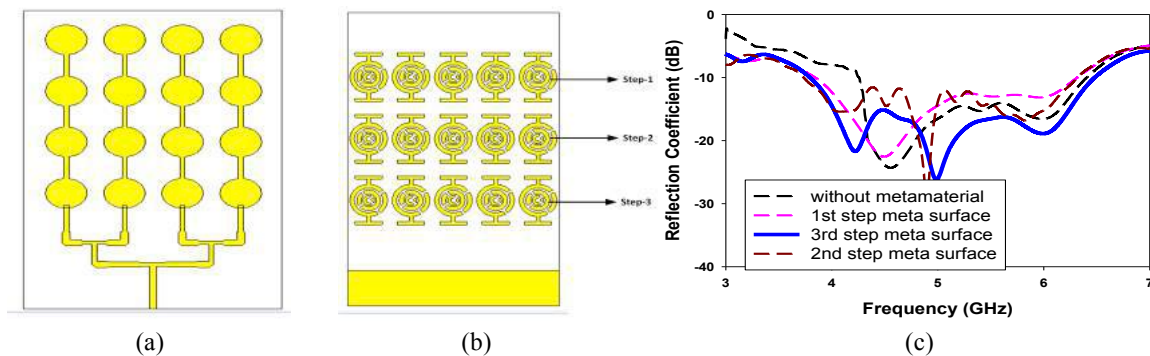 Step-1
Step-2
Step-3
Reflection Coefficient (dB)
0
-10
-20
-30
-40
without metamaterial
1st step meta surface
3rd step meta surface
2nd step meta surface
3 4 5 6 7
Frequency (GHz)
(a) (b) (c)